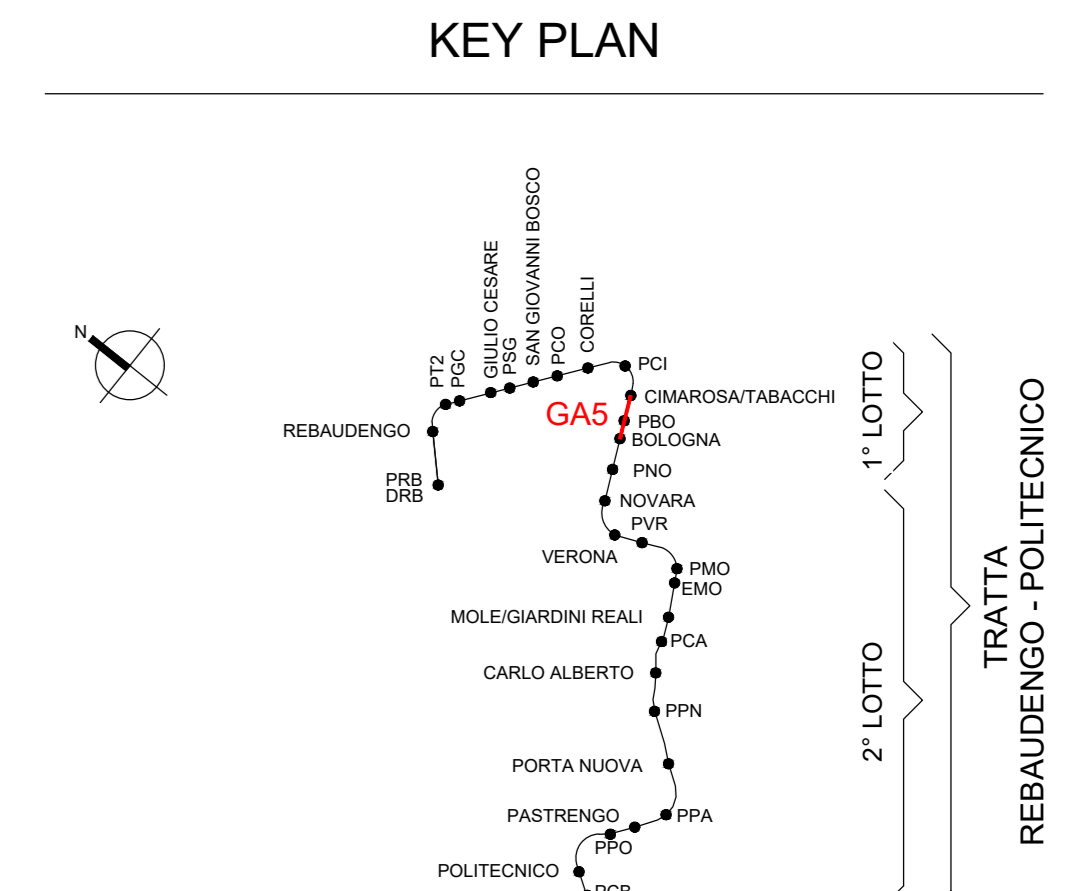 KEY PLAN
N
PT2
PGC
GIULIO CESARE
PSG
SAN GIOVANNI BOSCO
PCO
CORELLI
PCI
CIMAROSA/TABACCHI
GA5
PBO
REBAUDENGO
BOLOGNA
PNO
PRB
DRB
NOVARA
PVR
VERONA
PMO
EMO
MOLE/GIARDINI REALI
PCA
CARLO ALBERTO
PPN
PORTA NUOVA
PASTRENGO
PPA
PPO
POLITECNICO
1° LOTTO
2° LOTTO
TRATTA
REBAUDENGO - POLITECNICO